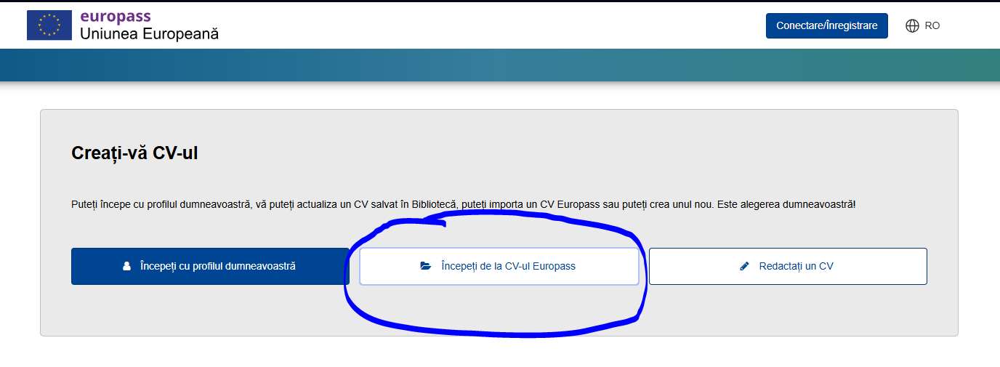 europass
Uniunea Europeană
Conectare/Înregistrare
RO
Creați-vă CV-ul
Puteți începe cu profilul dumneavoastră, vă puteți actualiza un CV salvat în Bibliotecă, puteți importa un CV Europass sau puteți crea unul nou. Este alegerea dumneavoastră!
Începeți cu profilul dumneavoastră
Începeți de la CV-ul Europass
Redactați un CV